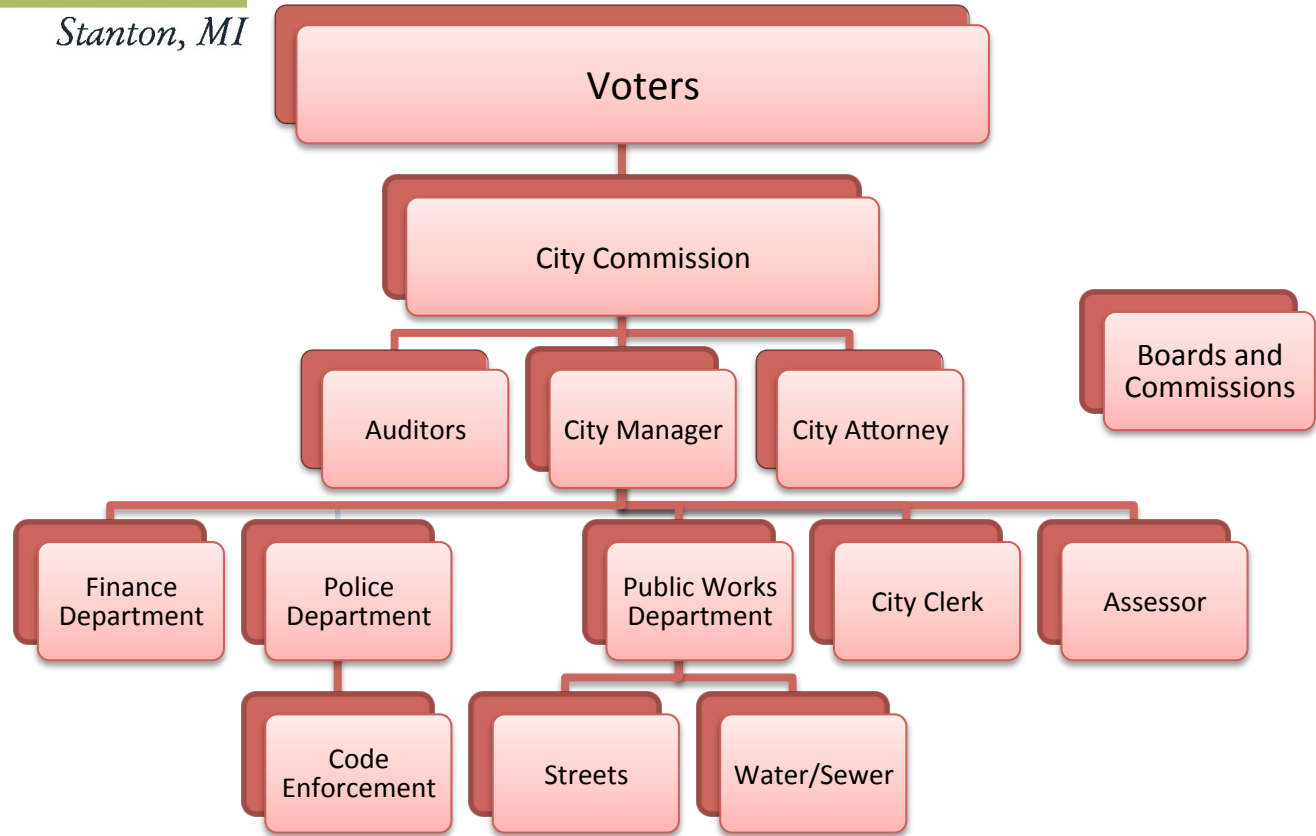 Stanton, MI
Voters
City Commission
Boards and
Commissions
Auditors
City Manager
City Attorney
Finance
Department
Police
Department
Public Works
Department
City Clerk
Assessor
Code
Enforcement
Streets
Water/Sewer